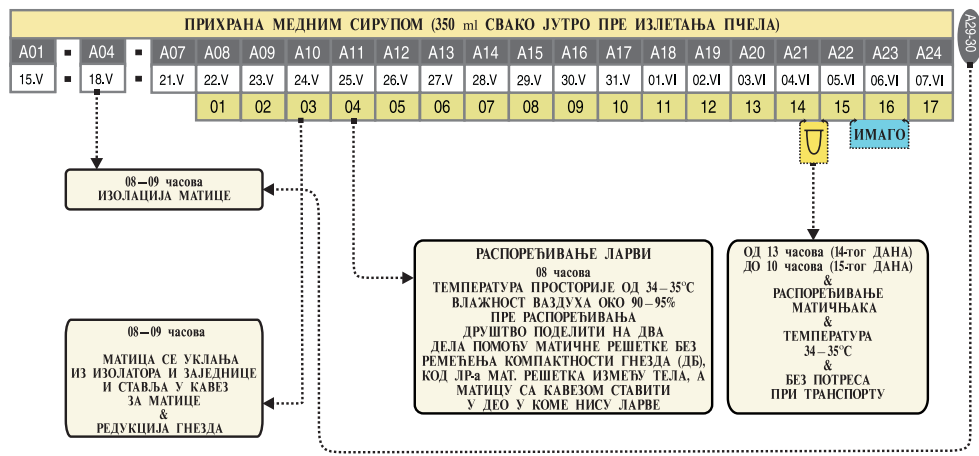 ПРИХРАНА МЕДНИМ СИРУПОМ (350 ml СВАКО ЈУТРО ПРЕ ИЗЛЕТАЊА ПЧЕЛА)
A01 A04 A07 A08 A09 A10 A11 A12 A13 A14 A15 A16 A17 A18 A19 A20 A21 A22 A23 A24 A29-30
15.V 18.V 21.V 22.V 23.V 24.V 25.V 26.V 27.V 28.V 29.V 30.V 31.V 01.VI 02.VI 03.VI 04.VI 05.VI 06.VI 07.VI
01 02 03 04 05 06 07 08 09 10 11 12 13 14 15 16 17
ИМАГО
08–09 часова
ИЗОЛАЦИЈА МАТИЦЕ
08–09 часова
МАТИЦА СЕ УКЛАЊА
ИЗ ИЗОЛАТОРА И ЗАЈЕДНИЦЕ
И СТАВЉА У КАВЕЗ
ЗА МАТИЦЕ
&
РЕДУКЦИЈА ГНЕЗДА
РАСПОРЕЂИВАЊЕ ЛАРВИ
08 часова
ТЕМПЕРАТУРА ПРОСТОРИЈЕ ОД 34–35°C
ВЛАЖНОСТ ВАЗДУХА ОКО 90–95%
ПРЕ РАСПОРЕЂИВАЊА
ДРУШТВО ПОДЕЛИТИ НА ДВА
ДЕЛА ПОМОЋУ МАТИЧНЕ РЕШЕТКЕ БЕЗ
РЕМЕЋЕЊА КОМПАКТНОСТИ ГНЕЗДА (ДБ),
КОД ЛР-а МАТ. РЕШЕТКА ИЗМЕЂУ ТЕЛА, А
МАТИЦУ СА КАВЕЗОМ СТАВИТИ
У ДЕО У КОМЕ НИСУ ЛАРВЕ
ОД 13 часова (14-тог ДАНА)
ДО 10 часова (15-тог ДАНА)
&
РАСПОРЕЂИВАЊЕ
МАТИЧЊАКА
&
ТЕМПЕРАТУРА
34–35°C
&
БЕЗ ПОТРЕСА
ПРИ ТРАНСПОРТУ